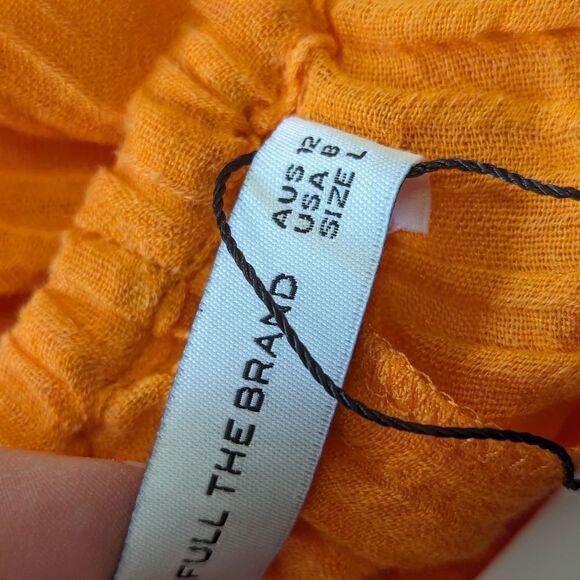 AUS 12
USA 8
SIZE L
FULL THE BRAND